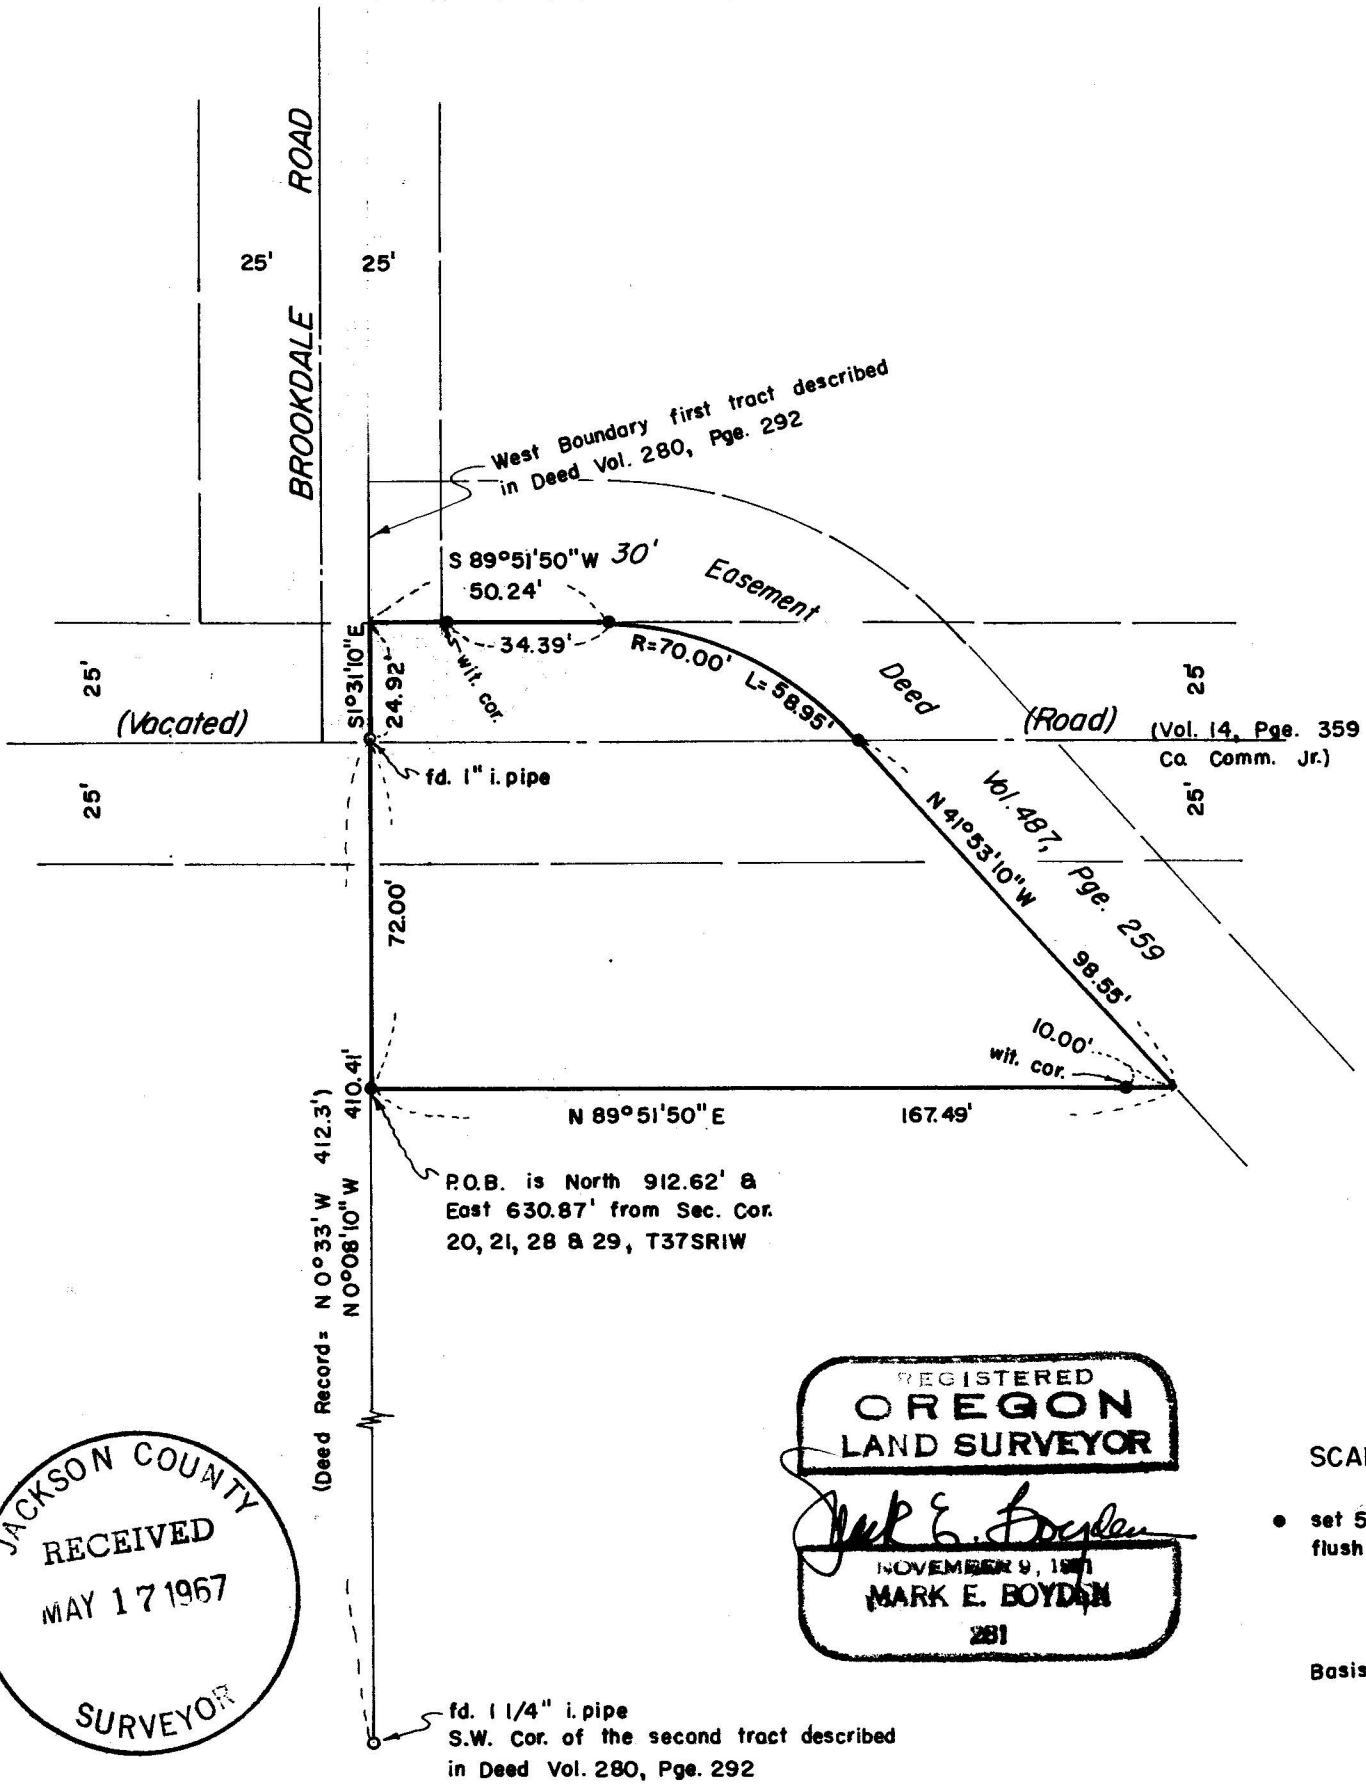 BROOKDALE ROAD
25'
25'
West Boundary first tract described
in Deed Vol. 280, Pge. 292
S 89°51'50" W
50.24'
30'
Easement
Deed
Vol. 487, Pge. 259
34.39'
wit. cor.
R=70.00' L=58.95'
S1°31'10"E
24.92'
25'
(Vacated)
25'
fd. 1" i. pipe
(Road)
25'
(Vol. 14, Pge. 359
Co. Comm. Jr.)
25'
N 41°53'10" W
98.55'
72.00'
10.00'
wit. cor.
N 89°51'50" E
167.49'
(Deed Record= N 0°33' W 412.3')
N 0°08'10" W 410.41'
P.O.B. is North 912.62' &
East 630.87' from Sec. Cor.
20, 21, 28 & 29, T37SR1W
JACKSON COUNTY
RECEIVED
MAY 17 1967
SURVEYOR
REGISTERED
OREGON
LAND SURVEYOR
Mark E. Boyden
NOVEMBER 9,
MARK E. BOYDEN
281
set 5
flush
Basis
fd. 1 1/4" i. pipe
S.W. Cor. of the second tract described
in Deed Vol. 280, Pge. 292